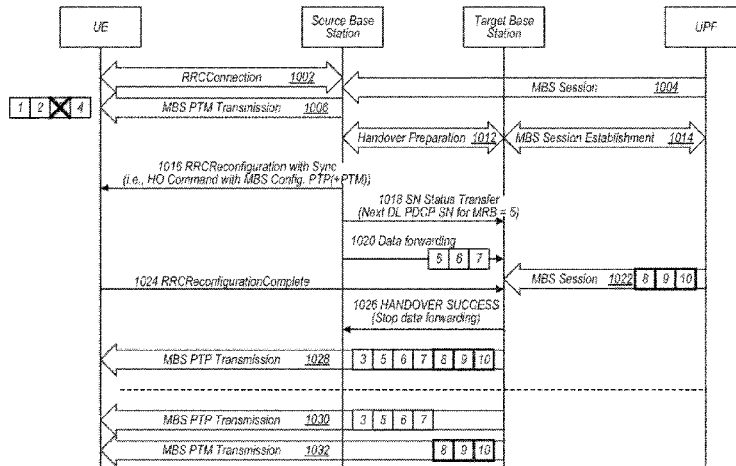 UE
Source Base
Station
Target Base
Station
UPF
RRCConnection 1002
MBS Session 1004
1 2 4
MBS PTM Transmission 1006
Handover Preparation 1012
MBS Session Establishment 1014
1016 RRCReconfiguration with Sync
(i.e., HO Command with MBS Config. PTP(+PTM))
1018 SN Status Transfer
(Next DL PDCP SN for MRB = 5)
1020 Data forwarding
5 6 7
1024 RRCReconfigurationComplete
MBS Session 1022 8 9 10
1026 HANDOVER SUCCESS
(Stop data forwarding)
MBS PTP Transmission 1028 3 5 6 7 8 9 10
MBS PTP Transmission 1030 3 5 6 7
MBS PTM Transmission 1032 8 9 10